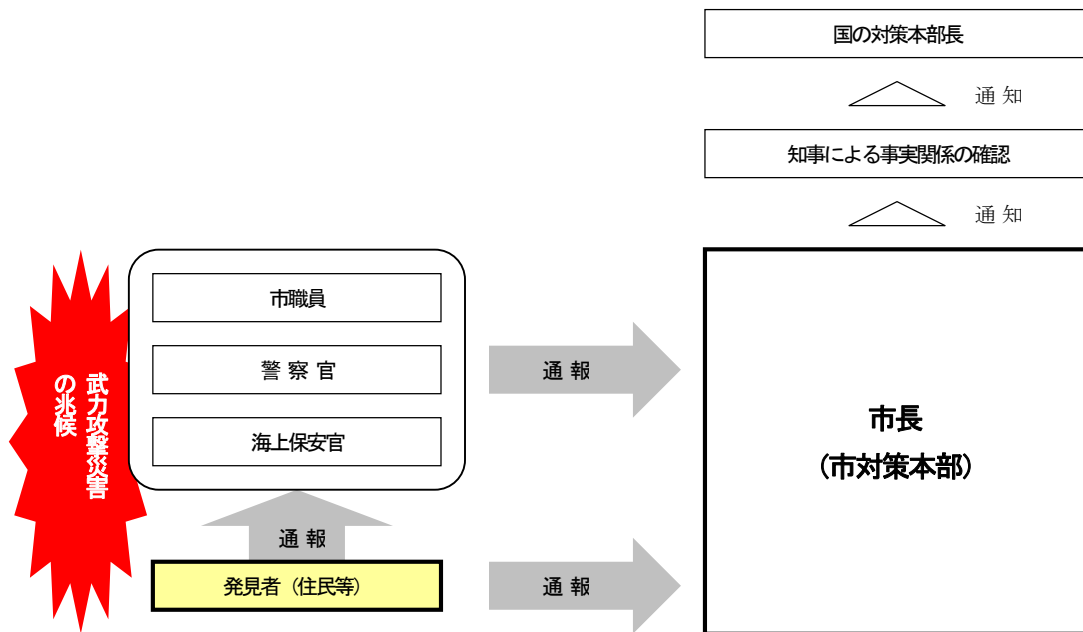 国の対策本部長
通 知
知事による事実関係の確認
通 知
武力攻撃災害
の兆候
市職員
警 察 官
海上保安官
通 報
市長
（市対策本部）
通 報
発見者（住民等）
通 報